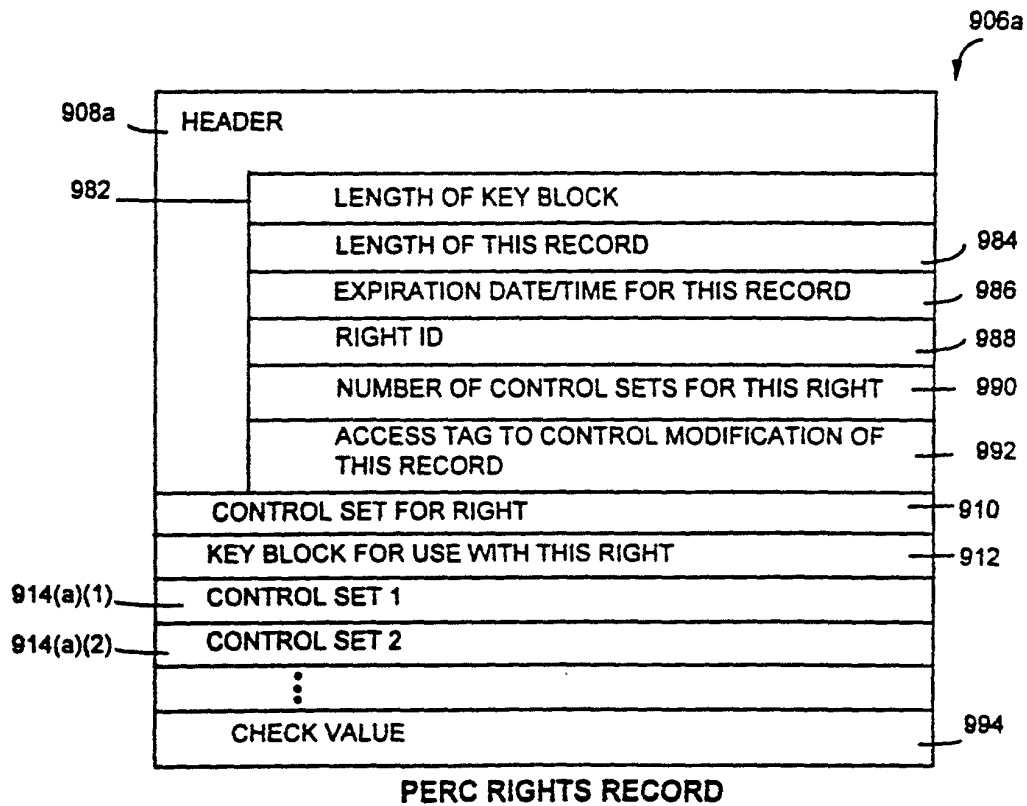 906a
908a
HEADER
982
LENGTH OF KEY BLOCK
LENGTH OF THIS RECORD
984
EXPIRATION DATE/TIME FOR THIS RECORD
986
RIGHT ID
988
NUMBER OF CONTROL SETS FOR THIS RIGHT
990
ACCESS TAG TO CONTROL MODIFICATION OF
THIS RECORD
992
CONTROL SET FOR RIGHT
910
KEY BLOCK FOR USE WITH THIS RIGHT
912
914(a)(1)
CONTROL SET 1
914(a)(2)
CONTROL SET 2
CHECK VALUE
994
PERC RIGHTS RECORD